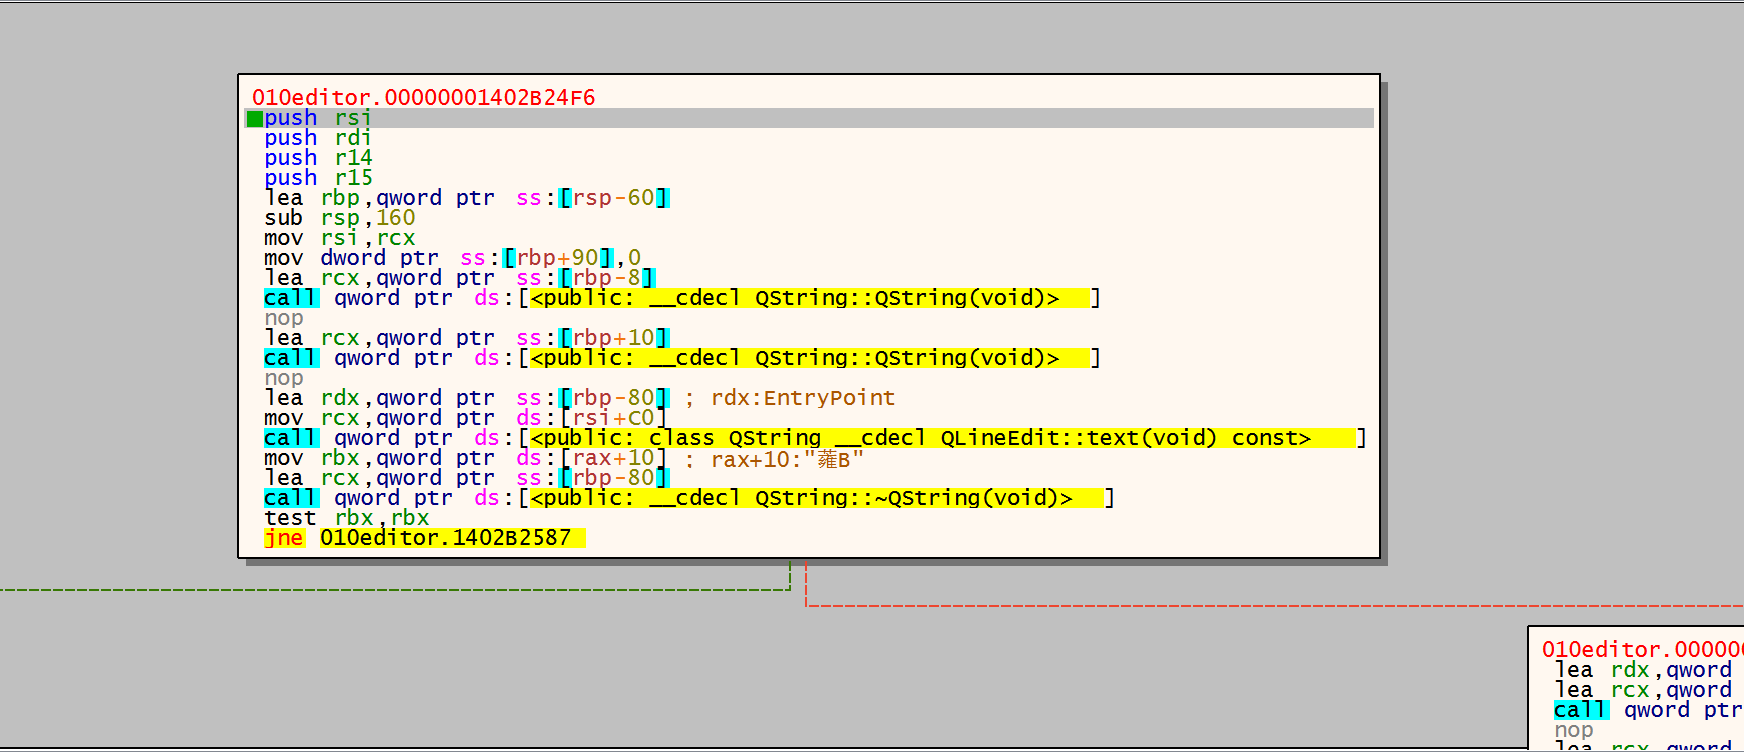 010editor.00000001402B24F6
push rsi
push rdi
push r14
push r15
lea rbp,qword ptr ss:[rsp-60]
sub rsp,160
mov rsi,rcx
mov dword ptr ss:[rbp+90],0
lea rcx,qword ptr ss:[rbp-8]
call qword ptr ds:[<public: __cdecl QString::QString(void)> ]
nop
lea rcx,qword ptr ss:[rbp+10]
call qword ptr ds:[<public: __cdecl QString::QString(void)> ]
nop
lea rdx,qword ptr ss:[rbp-80] ; rdx:EntryPoint
mov rcx,qword ptr ds:[rsi+C0]
call qword ptr ds:[<public: class QString __cdecl QLineEdit::text(void) const> ]
mov rbx,qword ptr ds:[rax+10] ; rax+10:"蕹B"
lea rcx,qword ptr ss:[rbp-80]
call qword ptr ds:[<public: __cdecl QString::~QString(void)> ]
test rbx,rbx
jne 010editor.1402B2587
010editor.00000
lea rdx,qword
lea rcx,qword
call qword ptr
nop
lea rcx,qword